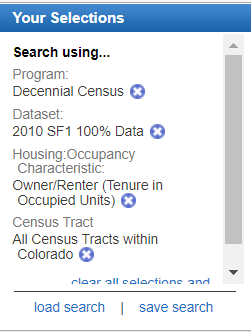 Your Selections
Search using...
Program:
Decennial Census
Dataset:
2010 SF1 100% Data
Housing:Occupancy
Characteristic:
Owner/Renter (Tenure in
Occupied Units)
Census Tract
All Census Tracts within
Colorado
clear all selections and
load search | save search